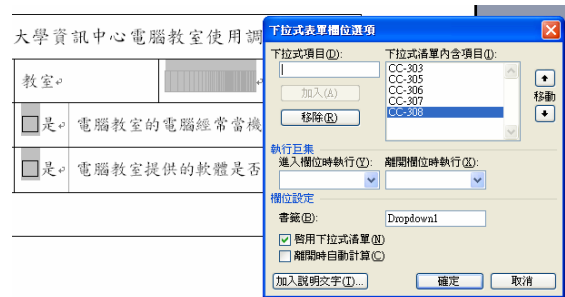 大學資訊中心電腦教室使用調
教室
是 電腦教室的電腦經常當機
是 電腦教室提供的軟體是否
下拉式表單欄位選項
下拉式項目(D):
下拉式清單內含項目(I):
CC-303
CC-305
CC-306
CC-307
CC-308
加入(A)
移除(R)
移動
執行巨集
進入欄位時執行(Y):
離開欄位時執行(X):
欄位設定
書籤(B):
Dropdown1
啟用下拉式清單(N)
離開時自動計算(C)
加入說明文字(T)...
確定
取消